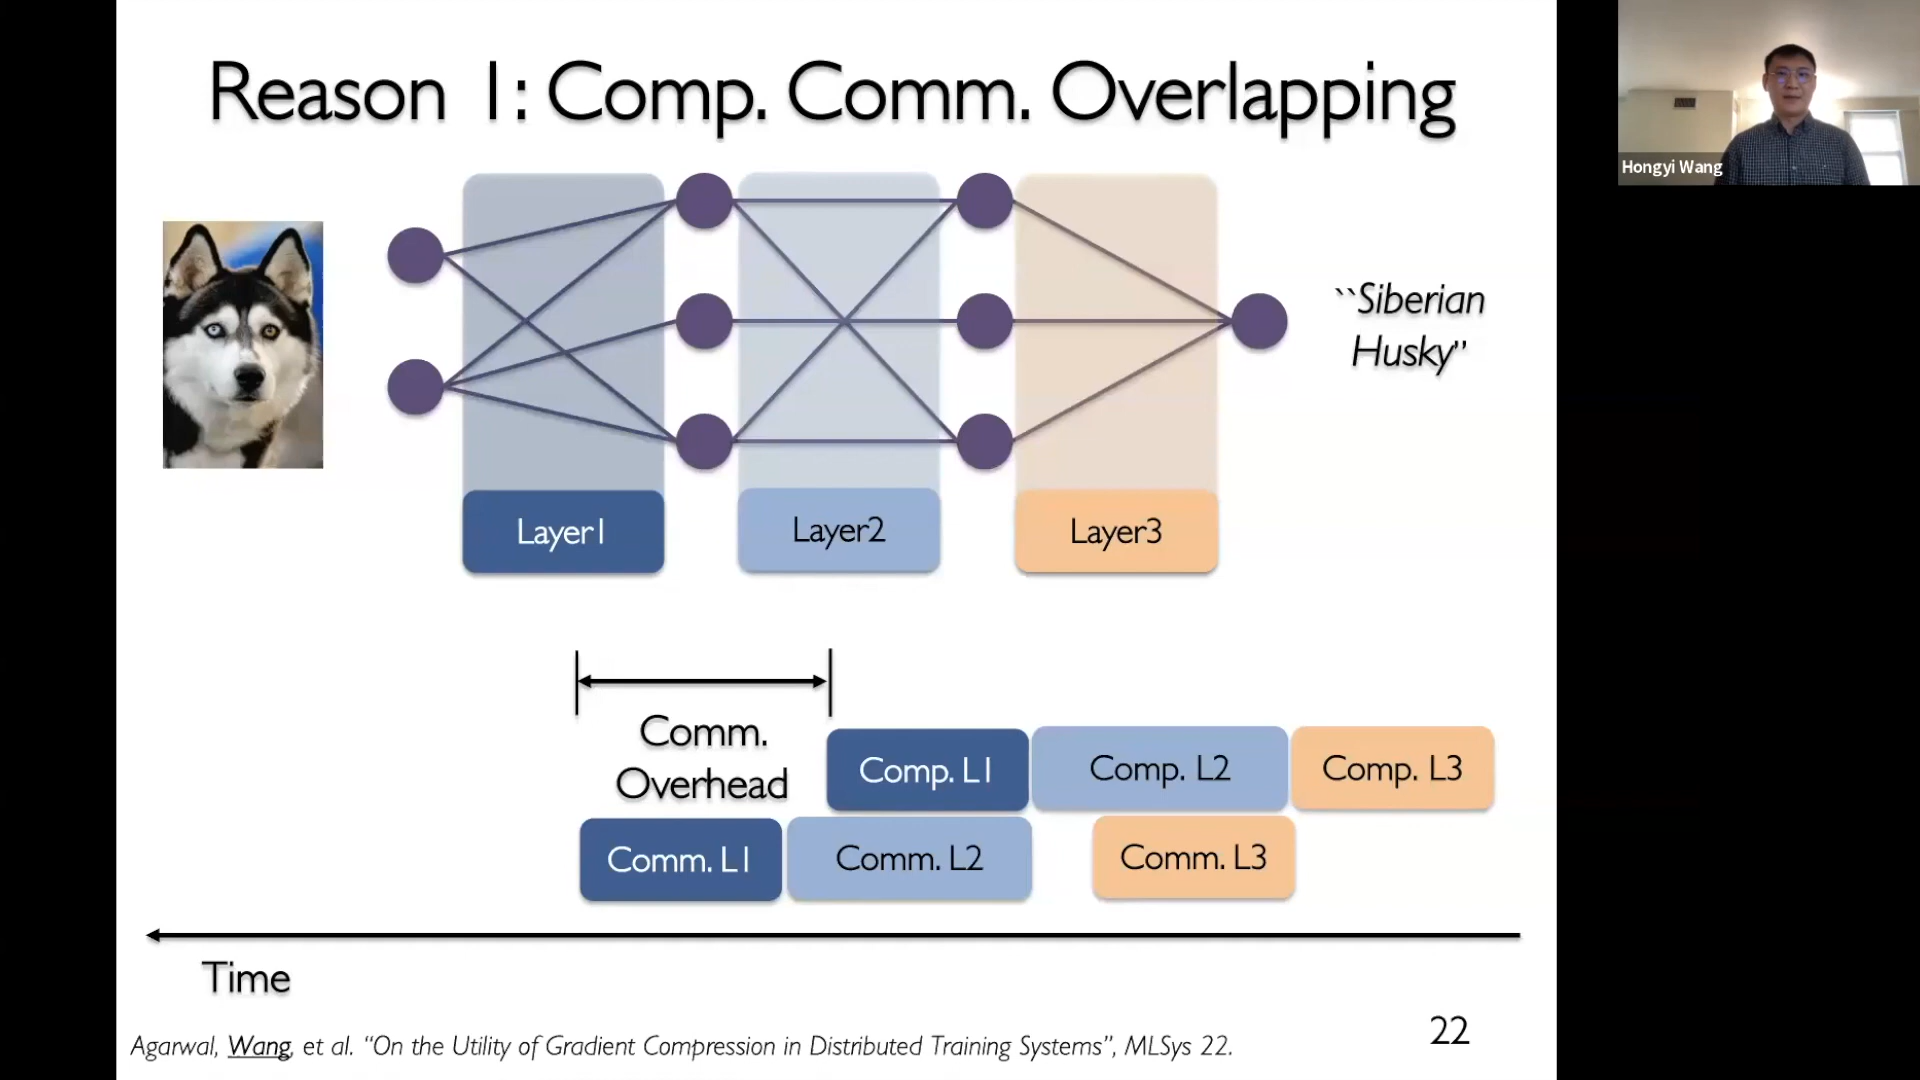 Reason 1: Comp. Comm. Overlapping
Hongyi Wang
``Siberian
Husky”
Layer1
Layer2
Layer3
Comm.
Overhead
Comp. L1
Comp. L2
Comp. L3
Comm. L1
Comm. L2
Comm. L3
Time
22
Agarwal, Wang, et al. “On the Utility of Gradient Compression in Distributed Training Systems”, MLSys 22.